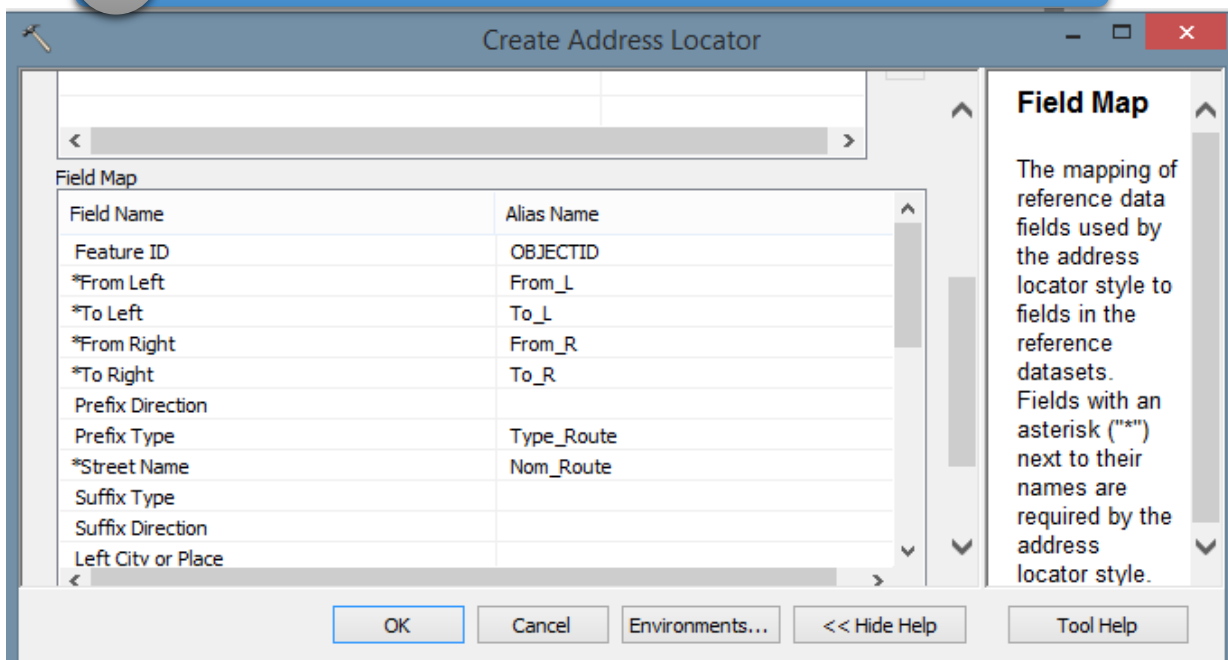 Create Address Locator
Field Map
Field Name Alias Name
Feature ID OBJECTID
*From Left From_L
*To Left To_L
*From Right From_R
*To Right To_R
Prefix Direction
Prefix Type Type_Route
*Street Name Nom_Route
Suffix Type
Suffix Direction
Left City or Place
OK Cancel Environments... << Hide Help Tool Help
Field Map
The mapping of
reference data
fields used by
the address
locator style to
fields in the
reference
datasets.
Fields with an
asterisk ("*")
next to their
names are
required by the
address
locator style.